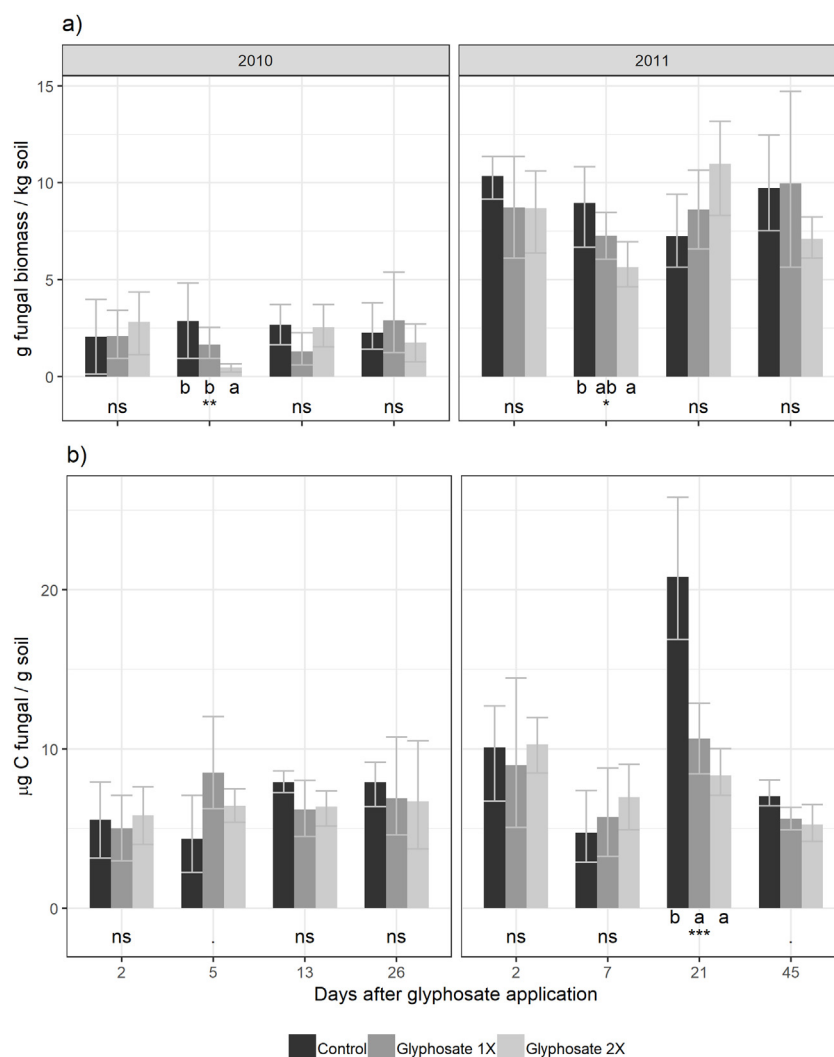 a)
2010 2011
g fungal biomass / kg soil
15
10
5
0
b b a b ab a
ns ** ns ns ns * ns ns
b)
μg C fungal / g soil
20
10
0
b a a
ns . ns ns ns ns *** .
2 5 13 26 2 7 21 45
Days after glyphosate application
Control Glyphosate 1X Glyphosate 2X